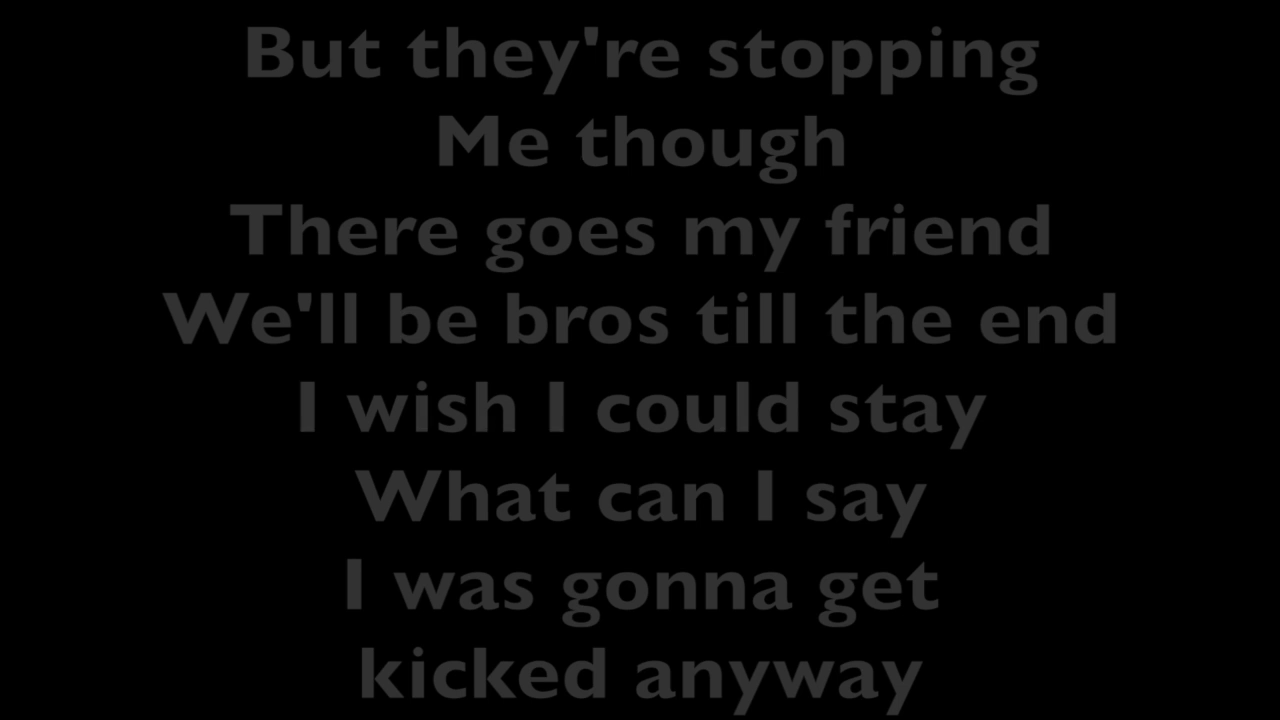 But they're stopping
Me though
There goes my friend
We'll be bros till the end
I wish I could stay
What can I say
I was gonna get
kicked anyway